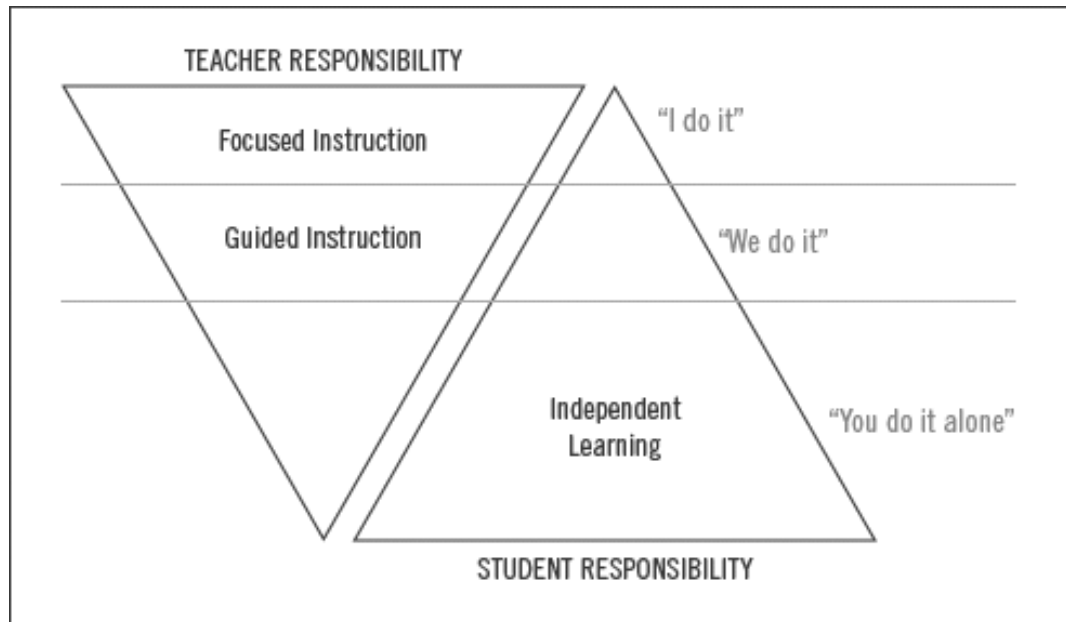 TEACHER RESPONSIBILITY
Focused Instruction
“I do it”
Guided Instruction
“We do it”
Independent
Learning
“You do it alone”
STUDENT RESPONSIBILITY